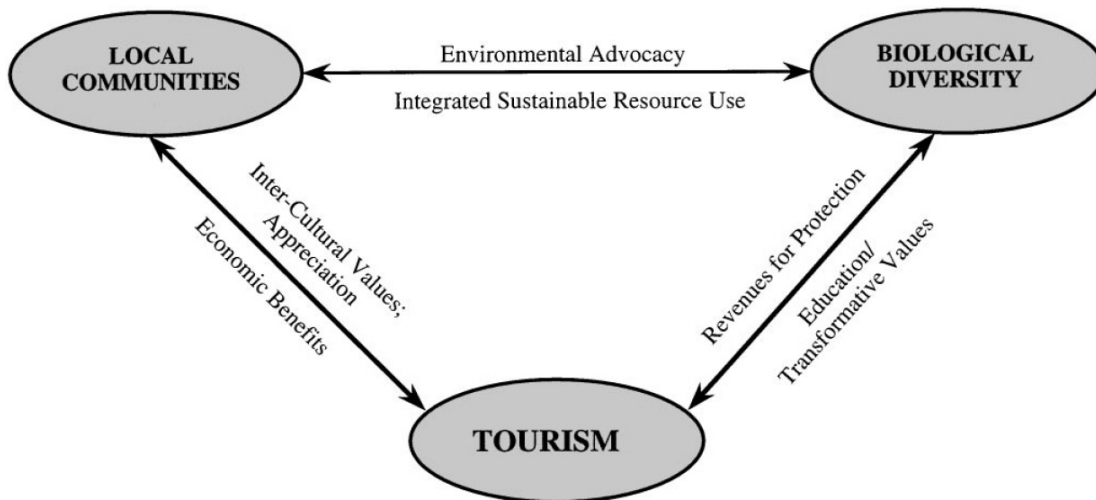 LOCAL
COMMUNITIES
Environmental Advocacy
Integrated Sustainable Resource Use
BIOLOGICAL
DIVERSITY
Inter-Cultural Values;
Appreciation
Economic Benefits
Revenues for Protection
Education/
Transformative Values
TOURISM